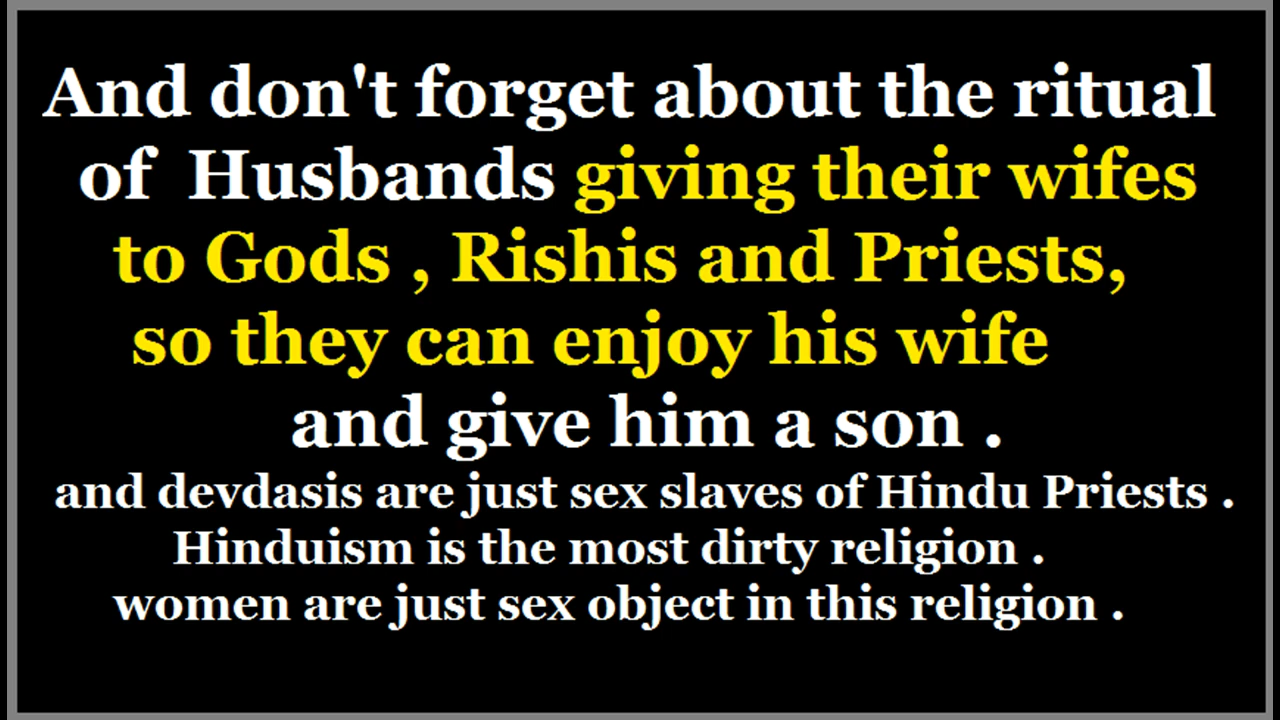 And don't forget about the ritual
of Husbands giving their wifes
to Gods , Rishis and Priests,
so they can enjoy his wife
and give him a son .
and devdasis are just sex slaves of Hindu Priests .
Hinduism is the most dirty religion .
women are just sex object in this religion .